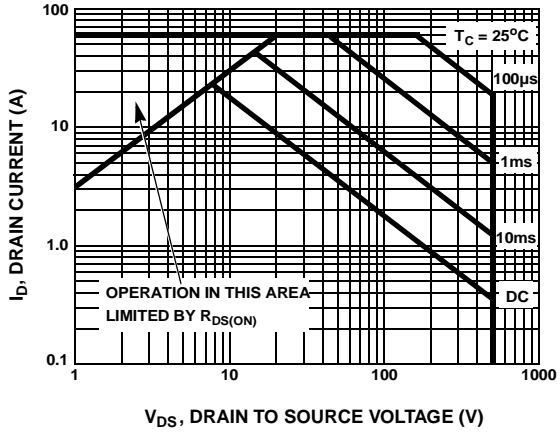 100
T_C = 25°C
100μs
10
1ms
1.0
10ms
OPERATION IN THIS AREA
LIMITED BY R_DS(ON)
DC
0.1
1
10
100
1000
I_D, DRAIN CURRENT (A)
V_DS, DRAIN TO SOURCE VOLTAGE (V)